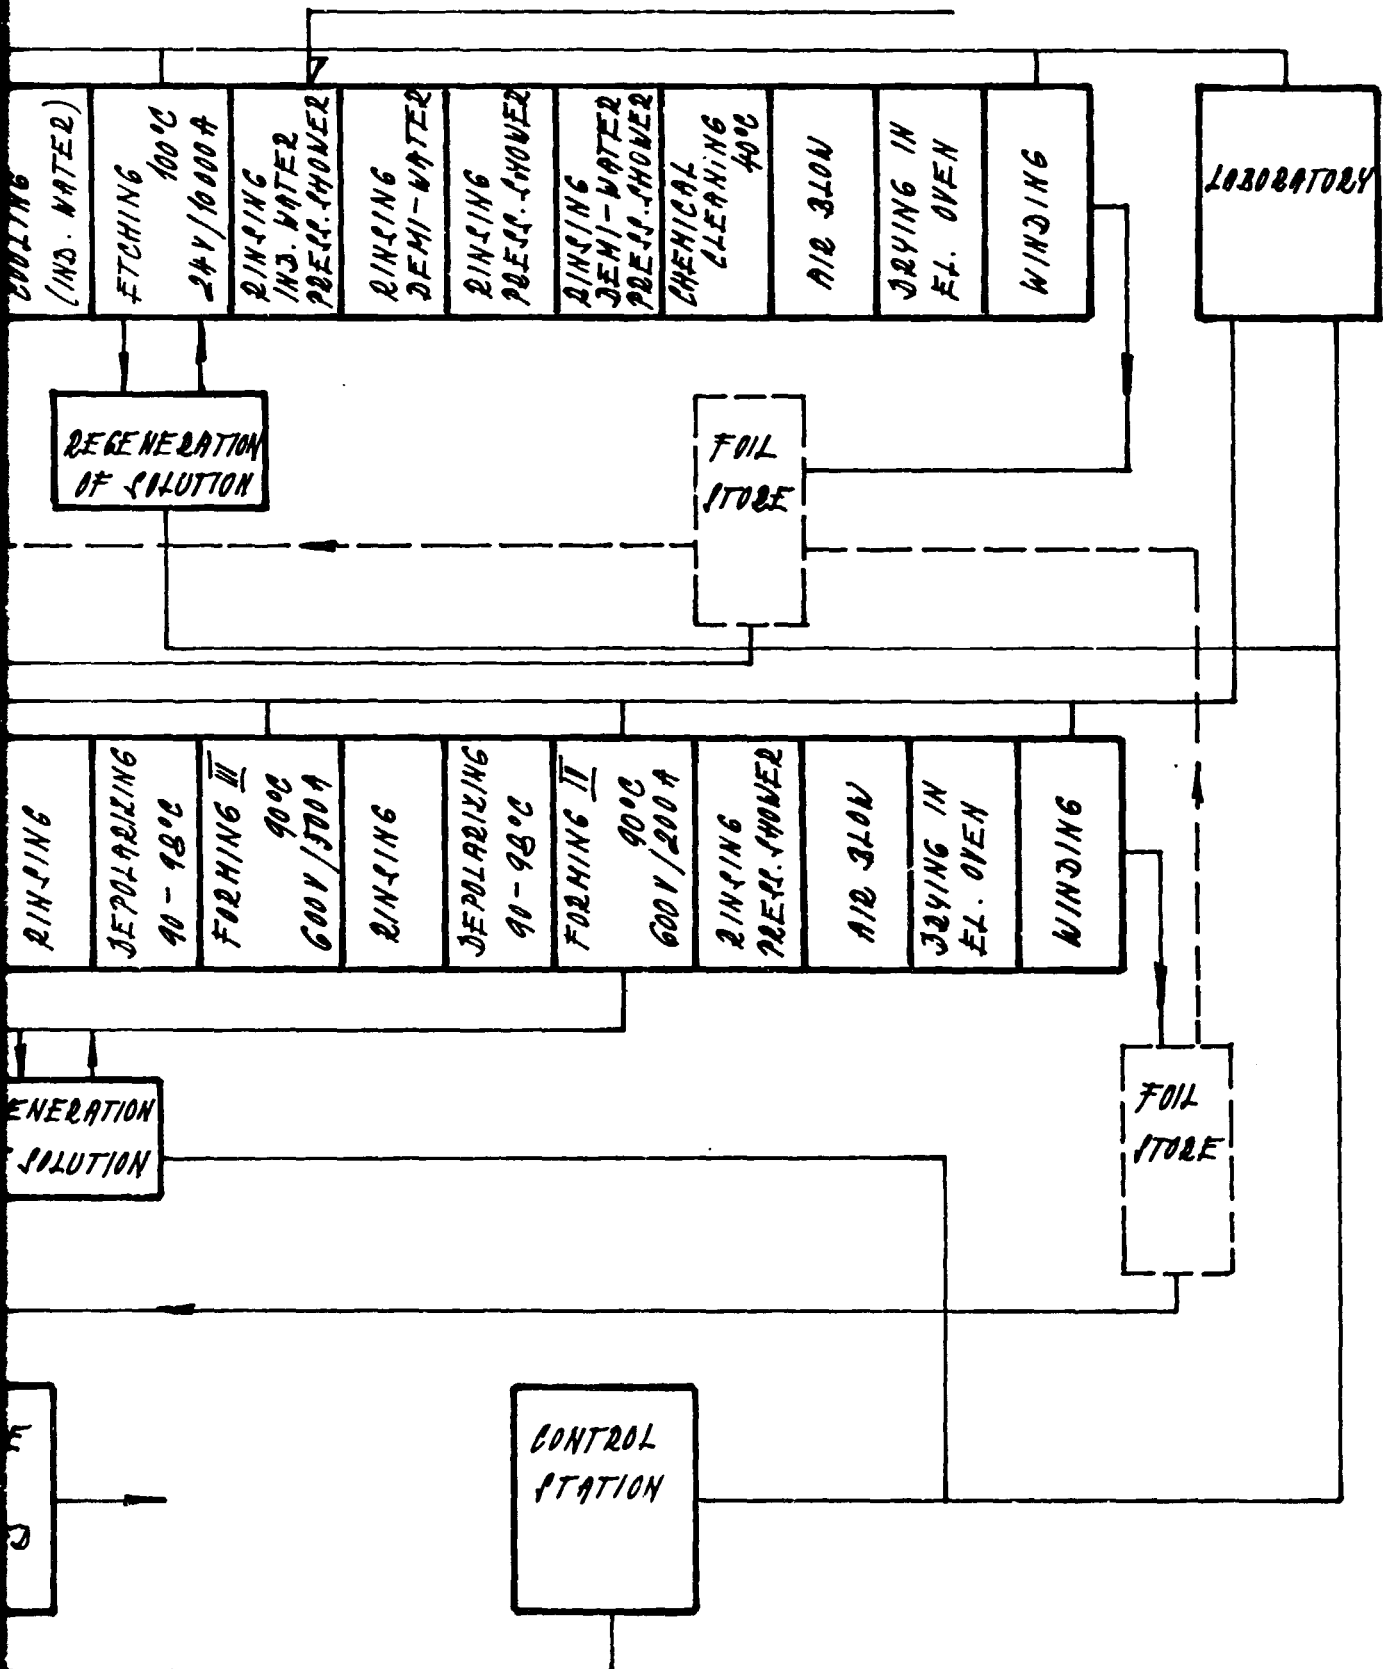 COOLING
(IND. WATER)
ETCHING
100°C
24V/10000A
RINSING
IND. WATER
PRESS. SHOWER
RINSING
DEMI-WATER
RINSING
PRESS. SHOWER
RINSING
DEMI-WATER
PRESS. SHOWER
CHEMICAL
CLEANING
40°C
AIR BLOW
DRYING IN
EL. OVEN
WINDING
LABORATORY
REGENERATION
OF SOLUTION
FOIL
STORE
RINSING
DEPOLARIZING
90-98°C
FORMING III
90°C
600V/500A
RINSING
DEPOLARIZING
90-98°C
FORMING IV
90°C
600V/200A
RINSING
PRESS. SHOWER
AIR BLOW
DRYING IN
EL. OVEN
WINDING
ENERATION
SOLUTION
FOIL
STORE
E
D
CONTROL
STATION